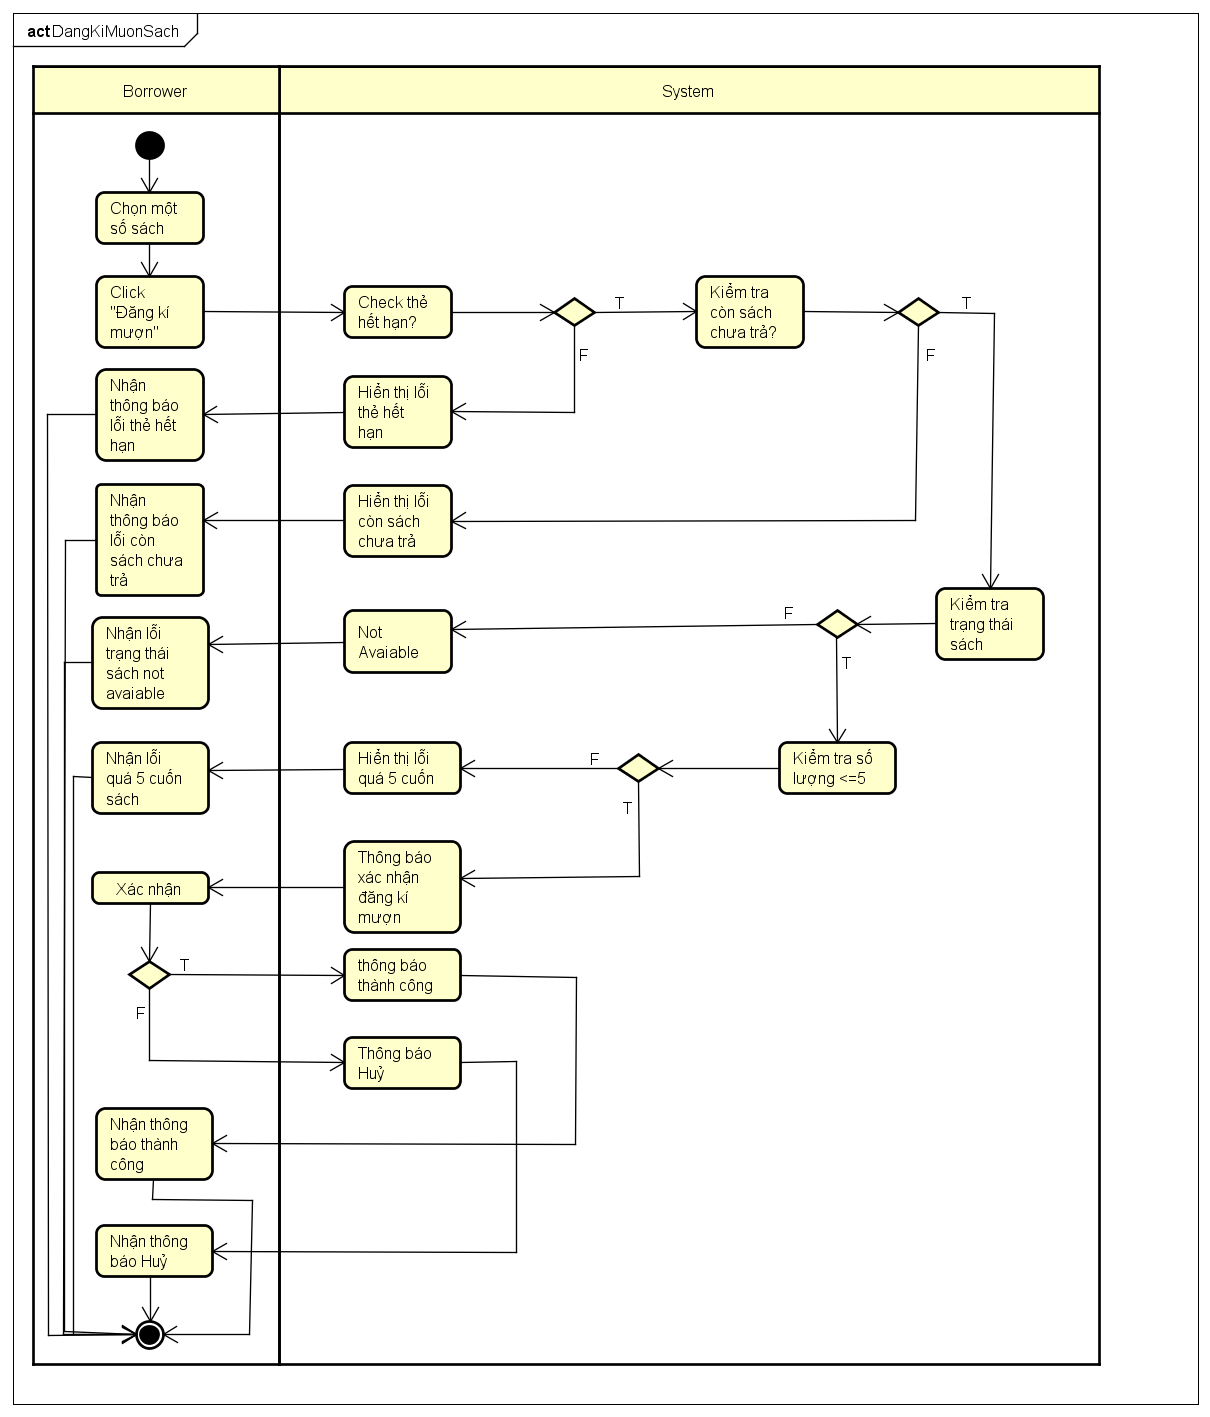 act DangKiMuonSach
Borrower
System
Chọn một
số sách
Click
"Đăng kí
mượn"
Check thẻ
hết hạn?
T
F
Kiểm tra
còn sách
chưa trả?
T
F
Nhận
thông báo
lỗi thẻ hết
hạn
Hiển thị lỗi
thẻ hết
hạn
Nhận
thông báo
lỗi còn
sách chưa
trả
Hiển thị lỗi
còn sách
chưa trả
Kiểm tra
trạng thái
sách
F
T
Not
Avaiable
Nhận lỗi
trạng thái
sách not
avaiable
Kiểm tra số
lượng <=5
F
T
Hiển thị lỗi
quá 5 cuốn
Nhận lỗi
quá 5 cuốn
sách
Thông báo
xác nhận
đăng kí
mượn
Xác nhận
T
F
thông báo
thành công
Thông báo
Huỷ
Nhận thông
báo thành
công
Nhận thông
báo Huỷ